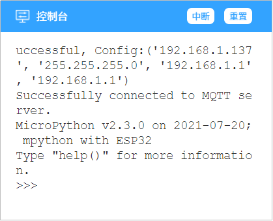 控制台
中断
重置
uccessful, Config:('192.168.1.137
', '255.255.255.0', '192.168.1.1'
, '192.168.1.1')
Successfully connected to MQTT se
rver.
MicroPython v2.3.0 on 2021-07-20;
 mpython with ESP32
Type "help()" for more informatio
n.
>>>